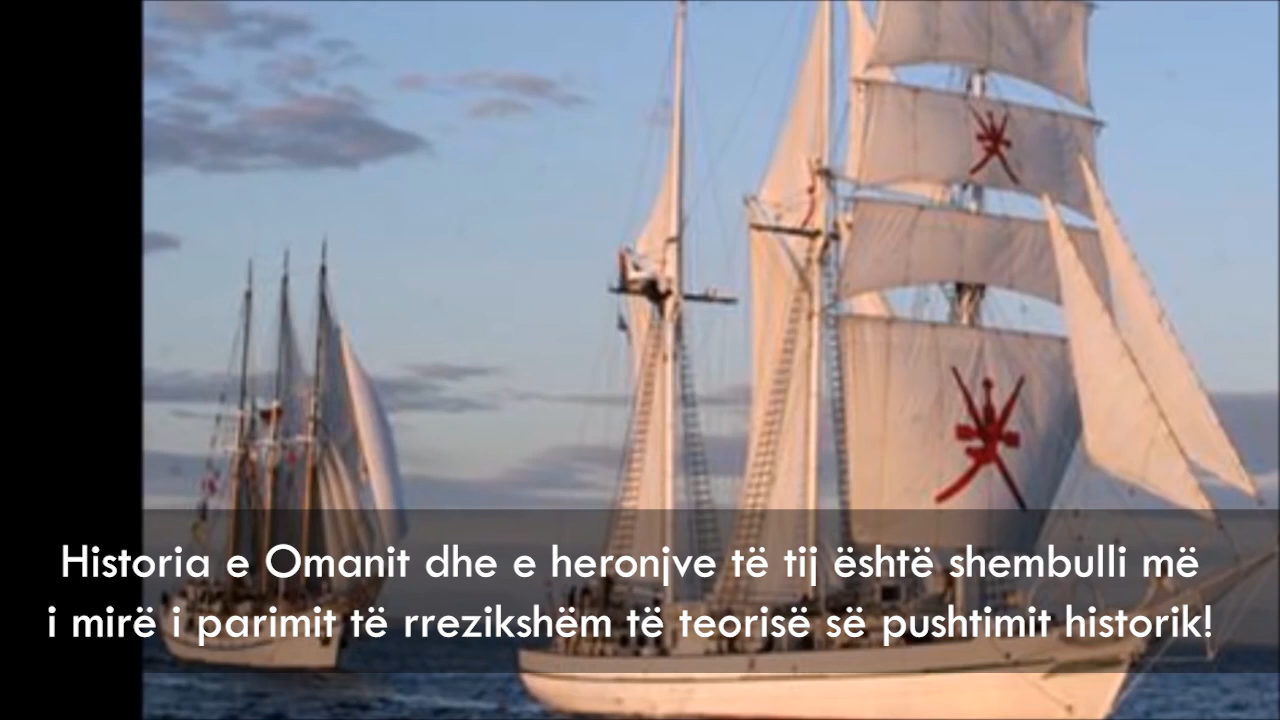 Historia e Omanit dhe e heronjve të tij është shembulli më
i mirë i parimit të rrezikshëm të teorisë së pushtimit historik!